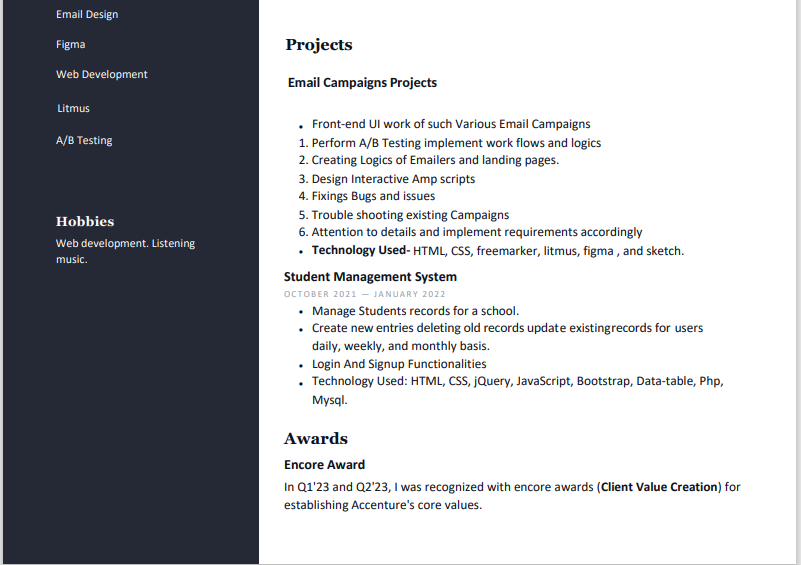 Email Design
Figma
Web Development
Litmus
A/B Testing
Hobbies
Web development. Listening
music.
Projects
Email Campaigns Projects
• Front-end UI work of such Various Email Campaigns
1. Perform A/B Testing implement work flows and logics
2. Creating Logics of Emailers and landing pages.
3. Design Interactive Amp scripts
4. Fixings Bugs and issues
5. Trouble shooting existing Campaigns
6. Attention to details and implement requirements accordingly
• Technology Used- HTML, CSS, freemarker, litmus, figma , and sketch.
Student Management System
OCTOBER 2021 — JANUARY 2022
• Manage Students records for a school.
• Create new entries deleting old records update existingrecords for users
daily, weekly, and monthly basis.
• Login And Signup Functionalities
• Technology Used: HTML, CSS, jQuery, JavaScript, Bootstrap, Data-table, Php,
Mysql.
Awards
Encore Award
In Q1'23 and Q2'23, I was recognized with encore awards (Client Value Creation) for
establishing Accenture's core values.